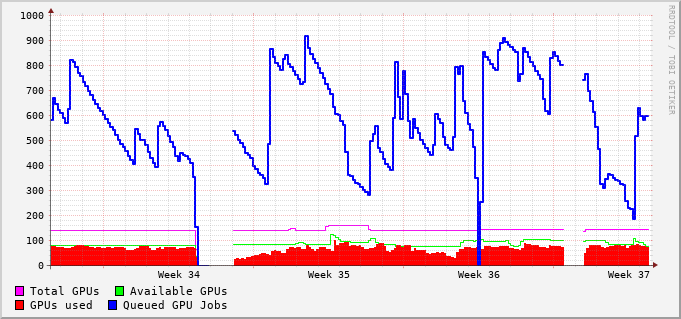 1000
900
800
700
600
500
400
300
200
100
0
Week 34 Week 35 Week 36 Week 37
Total GPUs Available GPUs
GPUs used Queued GPU Jobs
RRDTOOL / TOBI OETIKER